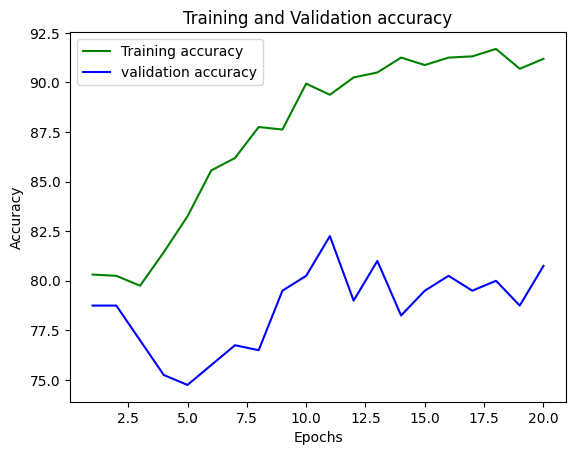 Training and Validation accuracy
Training accuracy
validation accuracy
Accuracy
92.5
90.0
87.5
85.0
82.5
80.0
77.5
75.0
2.5 5.0 7.5 10.0 12.5 15.0 17.5 20.0
Epochs